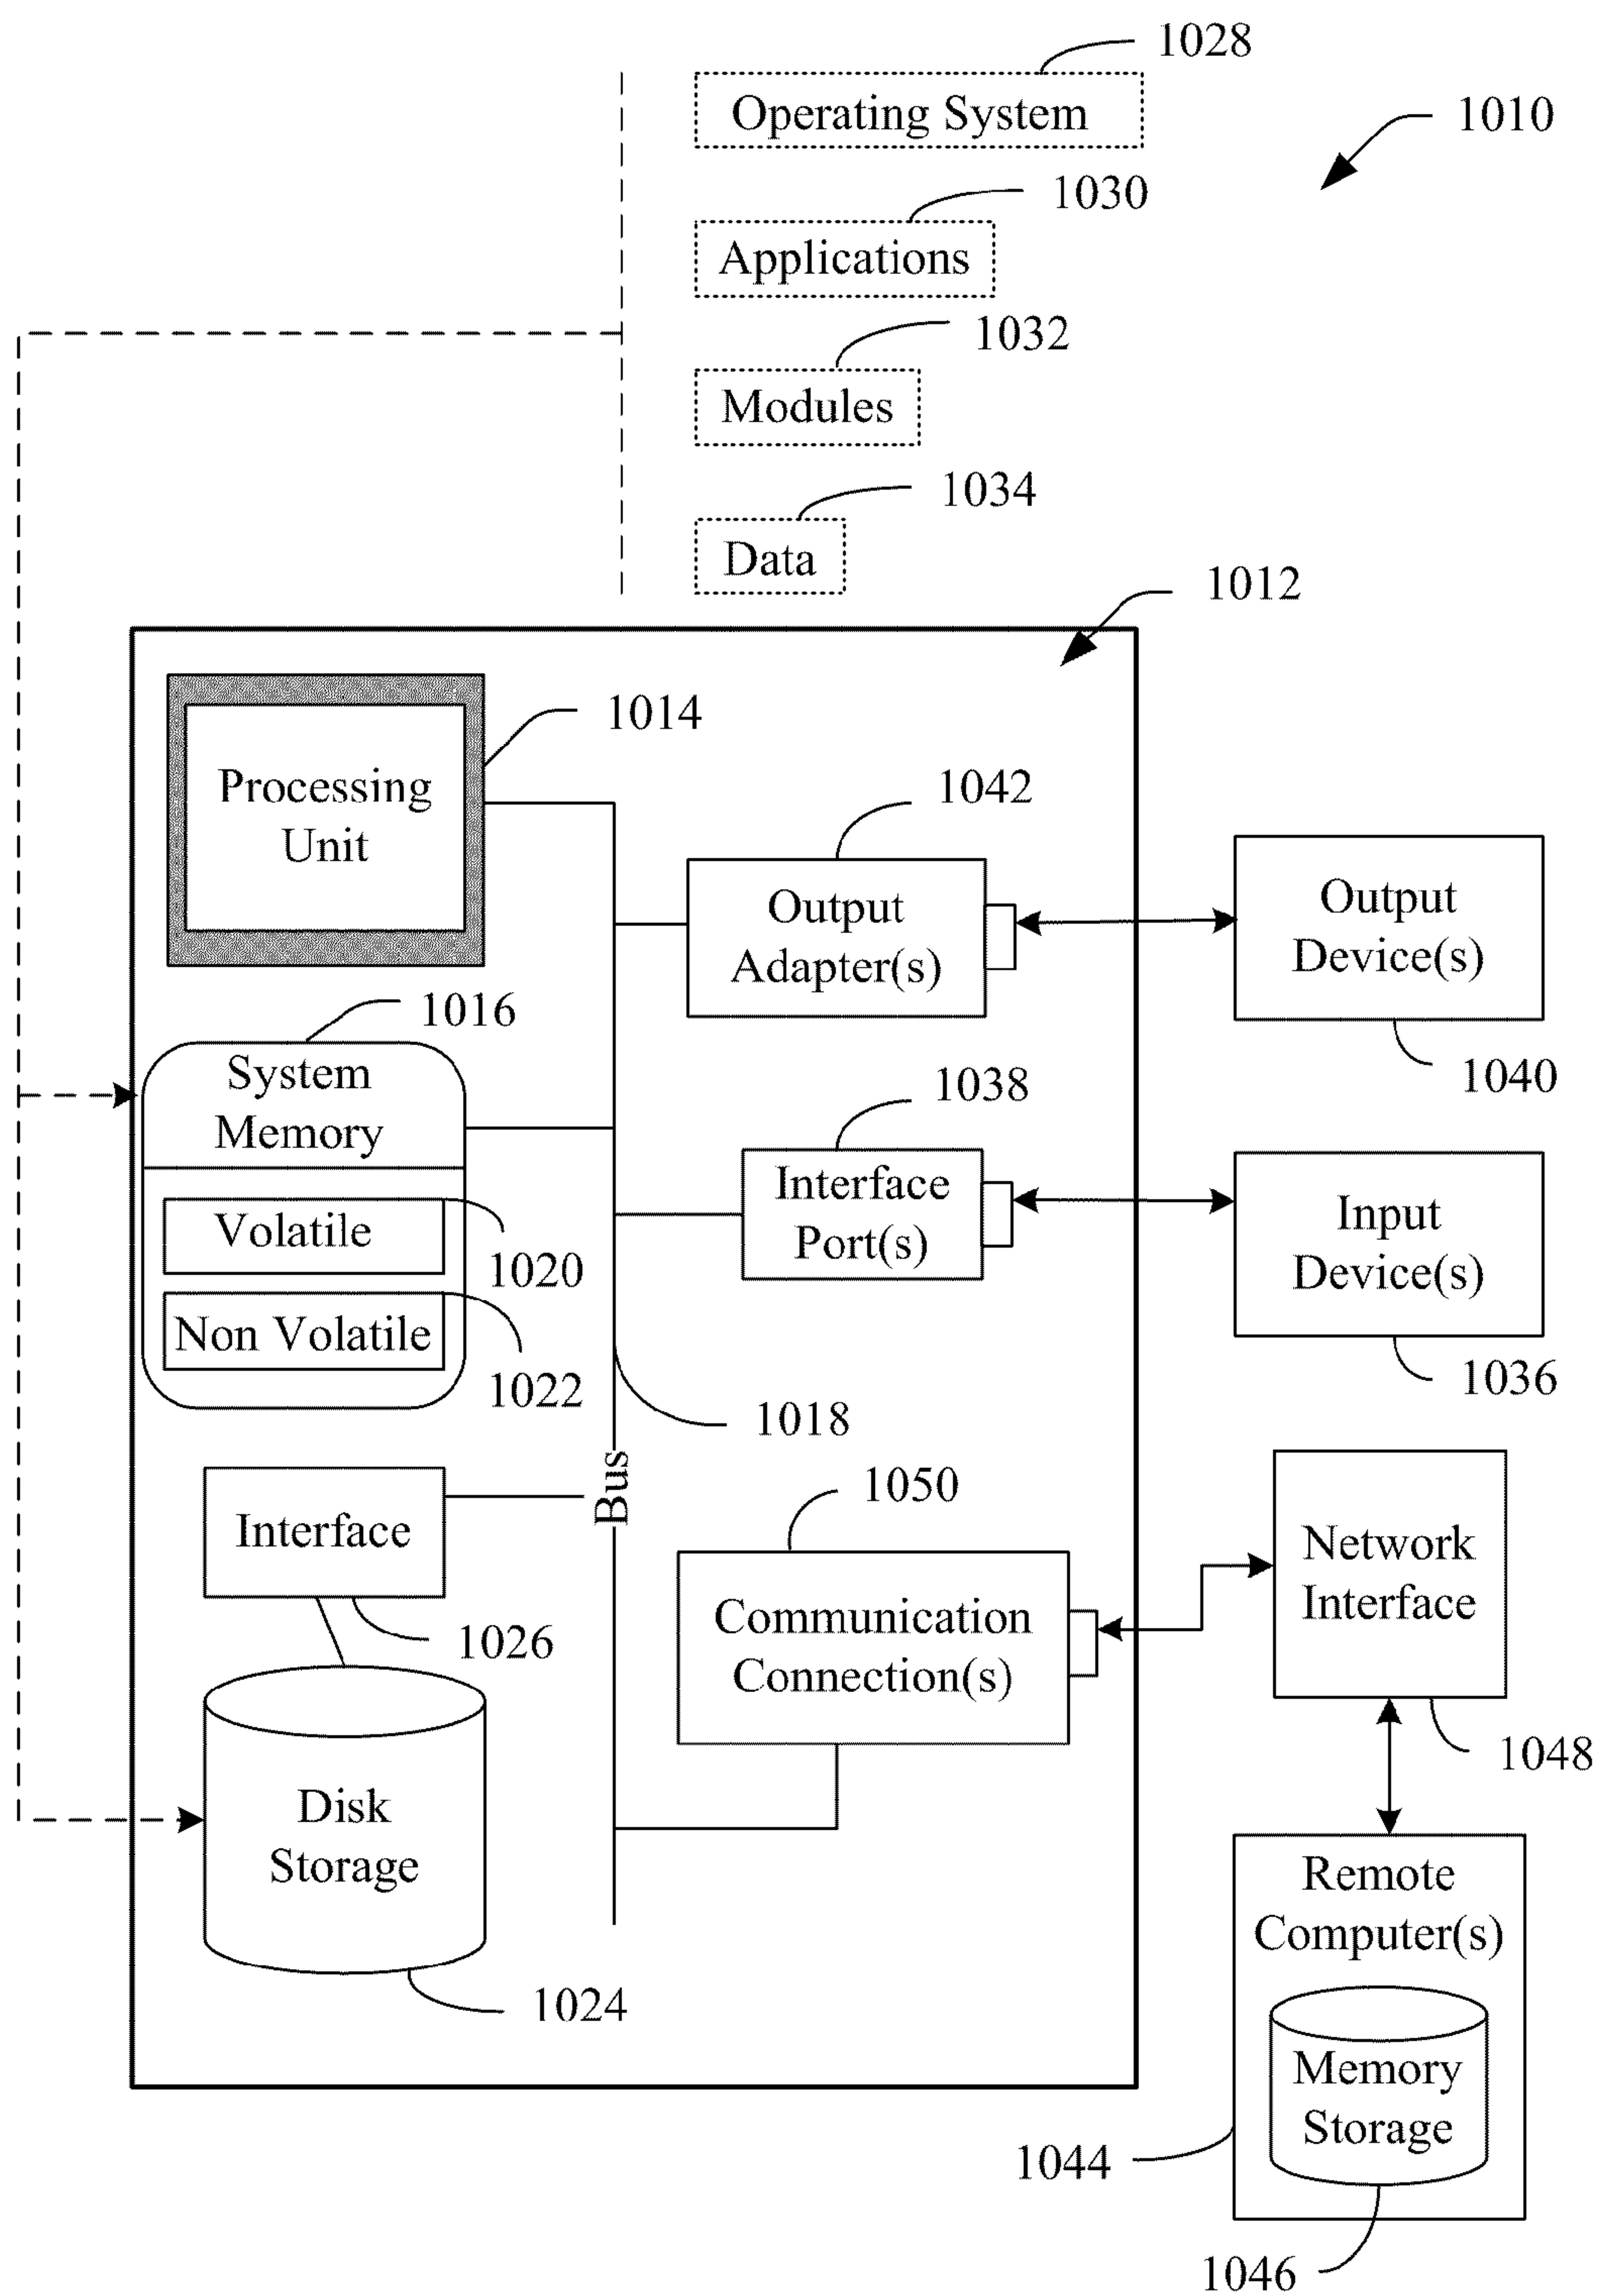 1028
Operating System
1010
1030
Applications
1032
Modules
1034
Data
1012
1014
Processing
Unit
1042
Output
Adapter(s)
Output
Device(s)
1040
1016
System
Memory
1038
Interface
Port(s)
Input
Device(s)
1036
Volatile
1020
Non Volatile
1022
1018
Bus
Interface
1026
1050
Communication
Connection(s)
Network
Interface
1048
Disk
Storage
1024
Remote
Computer(s)
Memory
Storage
1044
1046